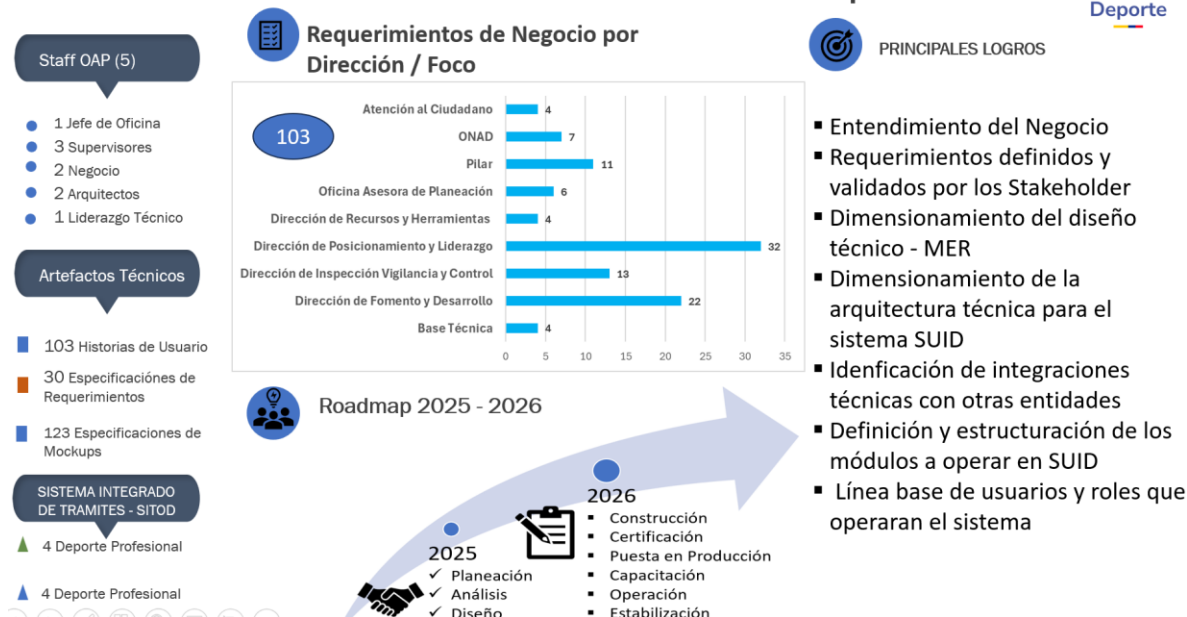 Deporte
Staff OAP (5)
1 Jefe de Oficina
3 Supervisores
2 Negocio
2 Arquitectos
1 Liderazgo Técnico
Artefactos Técnicos
103 Historias de Usuario
30 Especificaciónes de
Requerimientos
123 Especificaciones de
Mockups
SISTEMA INTEGRADO
DE TRAMITES - SITOD
4 Deporte Profesional
4 Deporte Profesional
Requerimientos de Negocio por
Dirección / Foco
103
Atención al Ciudadano 4
ONAD 7
Pilar 11
Oficina Asesora de Planeación 6
Dirección de Recursos y Herramientas 4
Dirección de Posicionamiento y Liderazgo 32
Dirección de Inspección Vigilancia y Control 13
Dirección de Fomento y Desarrollo 22
Base Técnica 4
0 5 10 15 20 25 30 35
Roadmap 2025 - 2026
2025
✓ Planeación
✓ Análisis
✓ Diseño
2026
▪ Construcción
▪ Certificación
▪ Puesta en Producción
▪ Capacitación
▪ Operación
▪ Estabilización
PRINCIPALES LOGROS
▪ Entendimiento del Negocio
▪ Requerimientos definidos y
validados por los Stakeholder
▪ Dimensionamiento del diseño
técnico - MER
▪ Dimensionamiento de la
arquitectura técnica para el
sistema SUID
▪ Idenficación de integraciones
técnicas con otras entidades
▪ Definición y estructuración de los
módulos a operar en SUID
▪ Línea base de usuarios y roles que
operaran el sistema